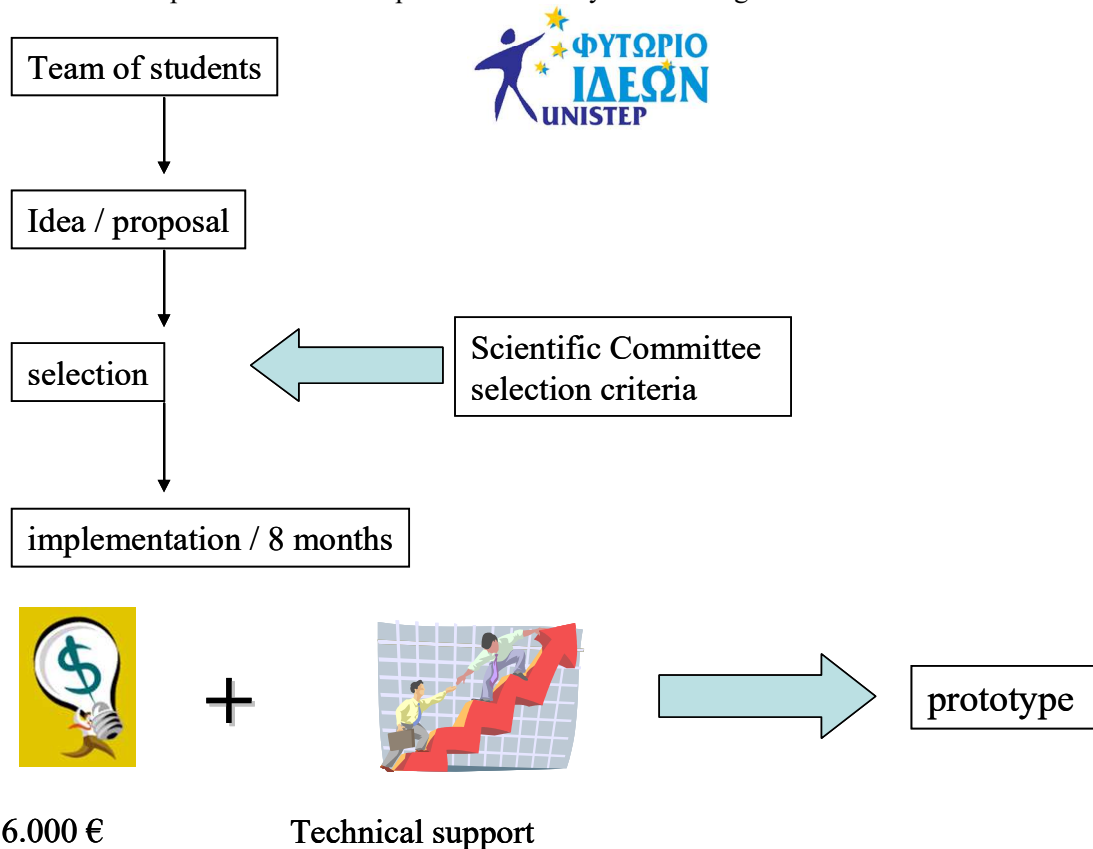 Team of students
ΦΥΤΩΡΙΟ
ΙΔΕΩΝ
UNISTEP
Idea / proposal
selection
Scientific Committee
selection criteria
implementation / 8 months
$
+
prototype
6.000 €
Technical support